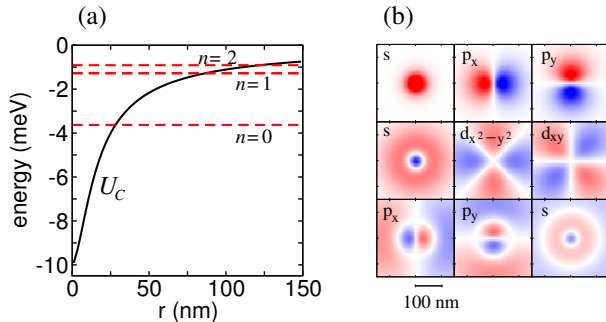 (a)
(b)
0
-2
-4
-6
-8
-10
energy (meV)
0 50 100 150
r (nm)
n=2
n=1
n=0
U_C
s p_x p_y
s d_{x^2-y^2} d_{xy}
p_x p_y s
100 nm